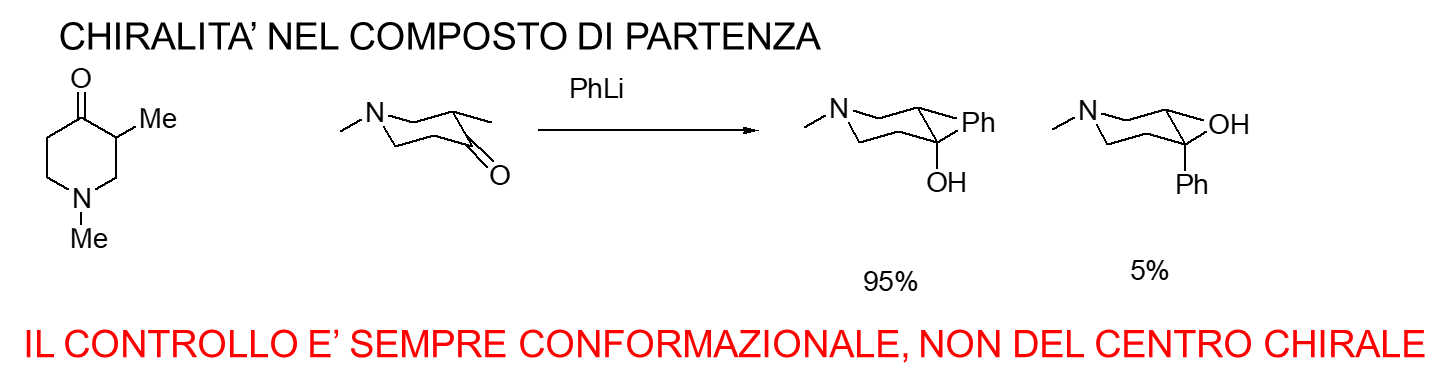 CHIRALITA’ NEL COMPOSTO DI PARTENZA
O
Me
N
Me
N
O
PhLi
N
Ph
OH
N
OH
Ph
95%
5%
IL CONTROLLO E’ SEMPRE CONFORMAZIONALE, NON DEL CENTRO CHIRALE